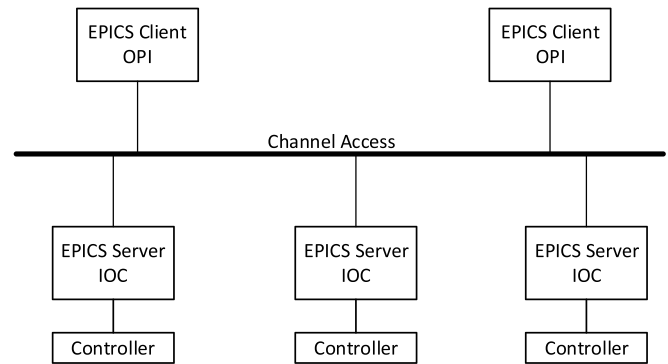 EPICS Client
OPI
EPICS Client
OPI
Channel Access
EPICS Server
IOC
EPICS Server
IOC
EPICS Server
IOC
Controller
Controller
Controller